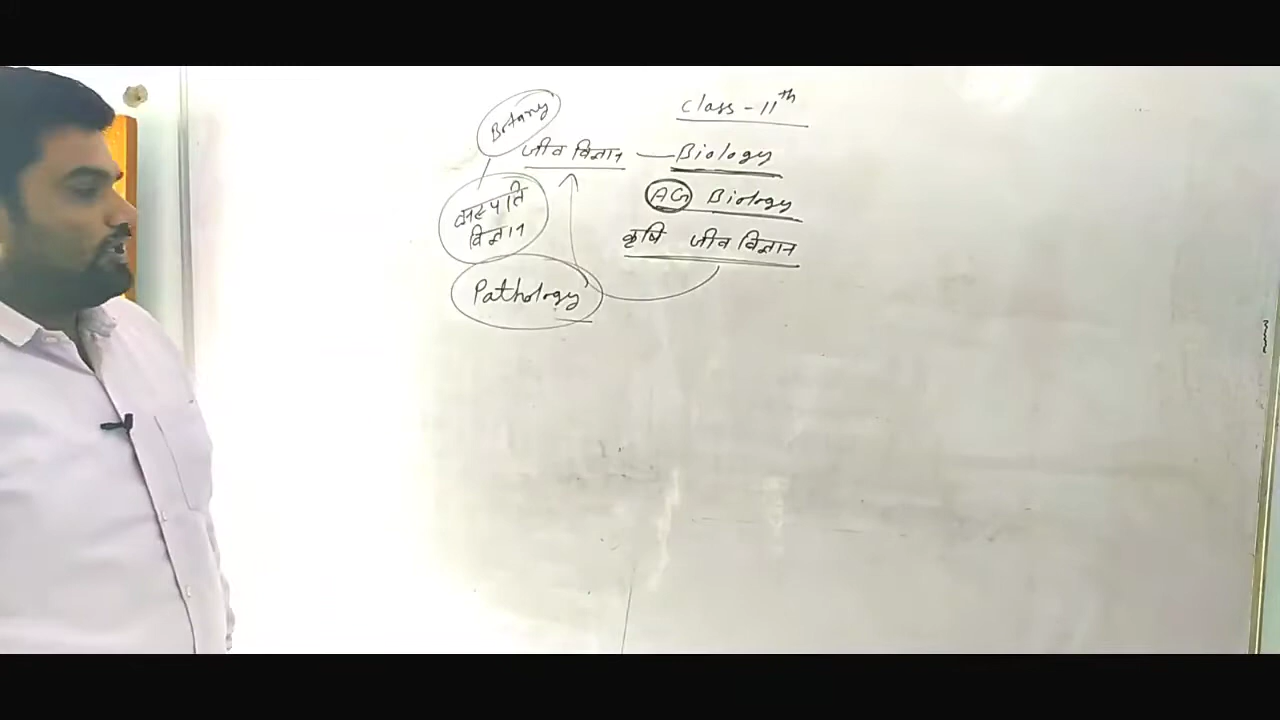 Class - 11th
Botany
जीव विज्ञान — Biology
AG Biology
वनस्पति
विज्ञान
कृषि जीव विज्ञान
Pathology